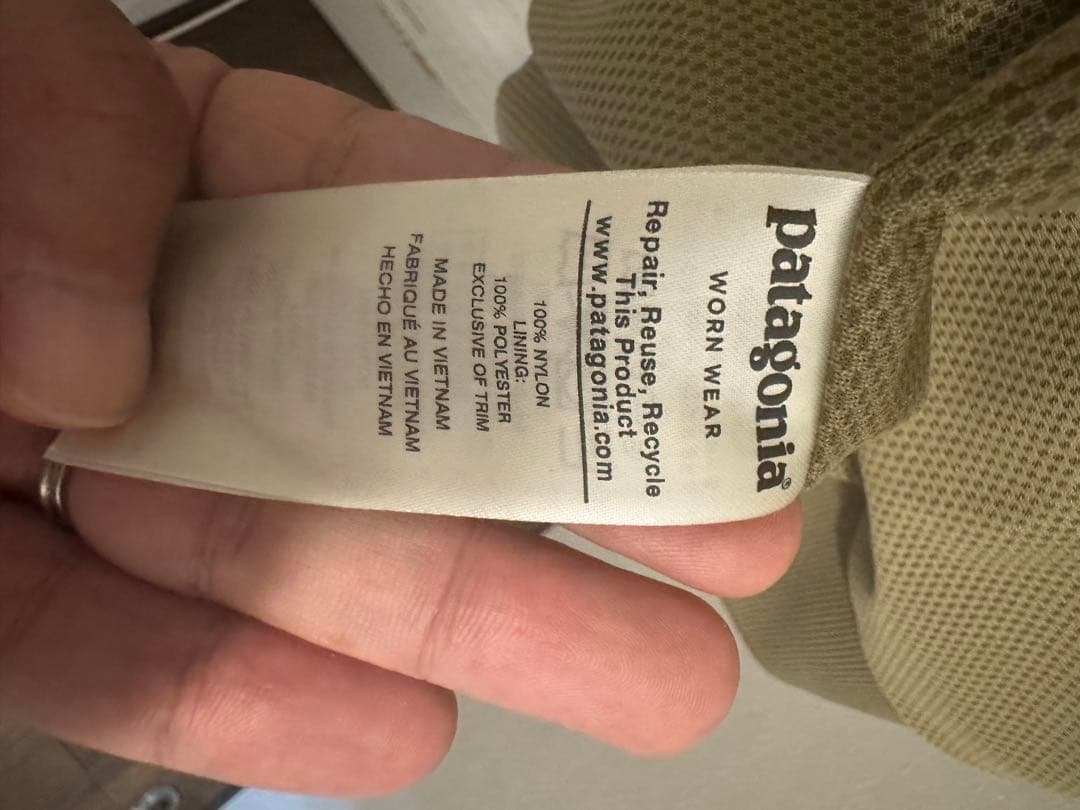 patagonia®
WORN WEAR
Repair, Reuse, Recycle
This Product
www.patagonia.com
100% NYLON
LINING:
100% POLYESTER
EXCLUSIVE OF TRIM
MADE IN VIETNAM
FABRIQUÉ AU VIETNAM
HECHO EN VIETNAM